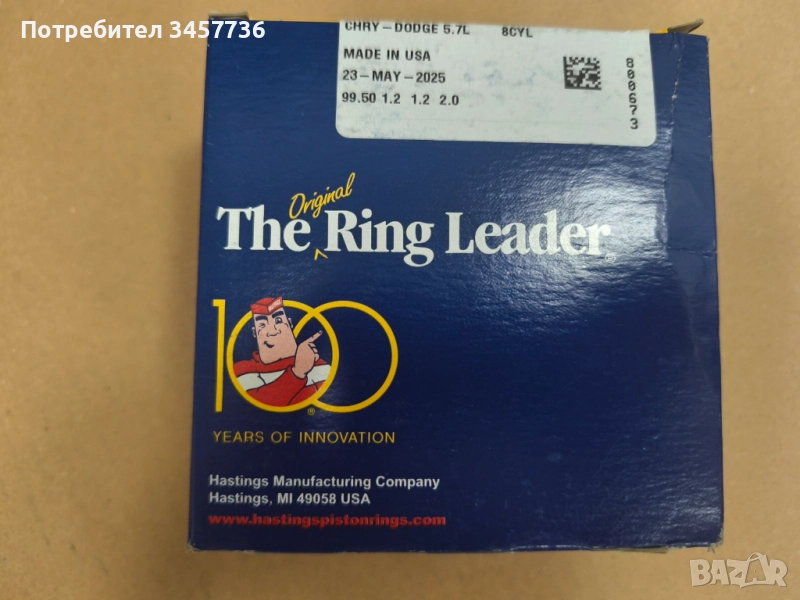 Потребител 3457736
CHRY-DODGE 5.7L 8CYL
MADE IN USA
23-MAY-2025
99.50 1.2 1.2 2.0
800673
Original
The Ring Leader®
100®
YEARS OF INNOVATION
Hastings Manufacturing Company
Hastings, MI 49058 USA
www.hastingspistonrings.com
BAZAR